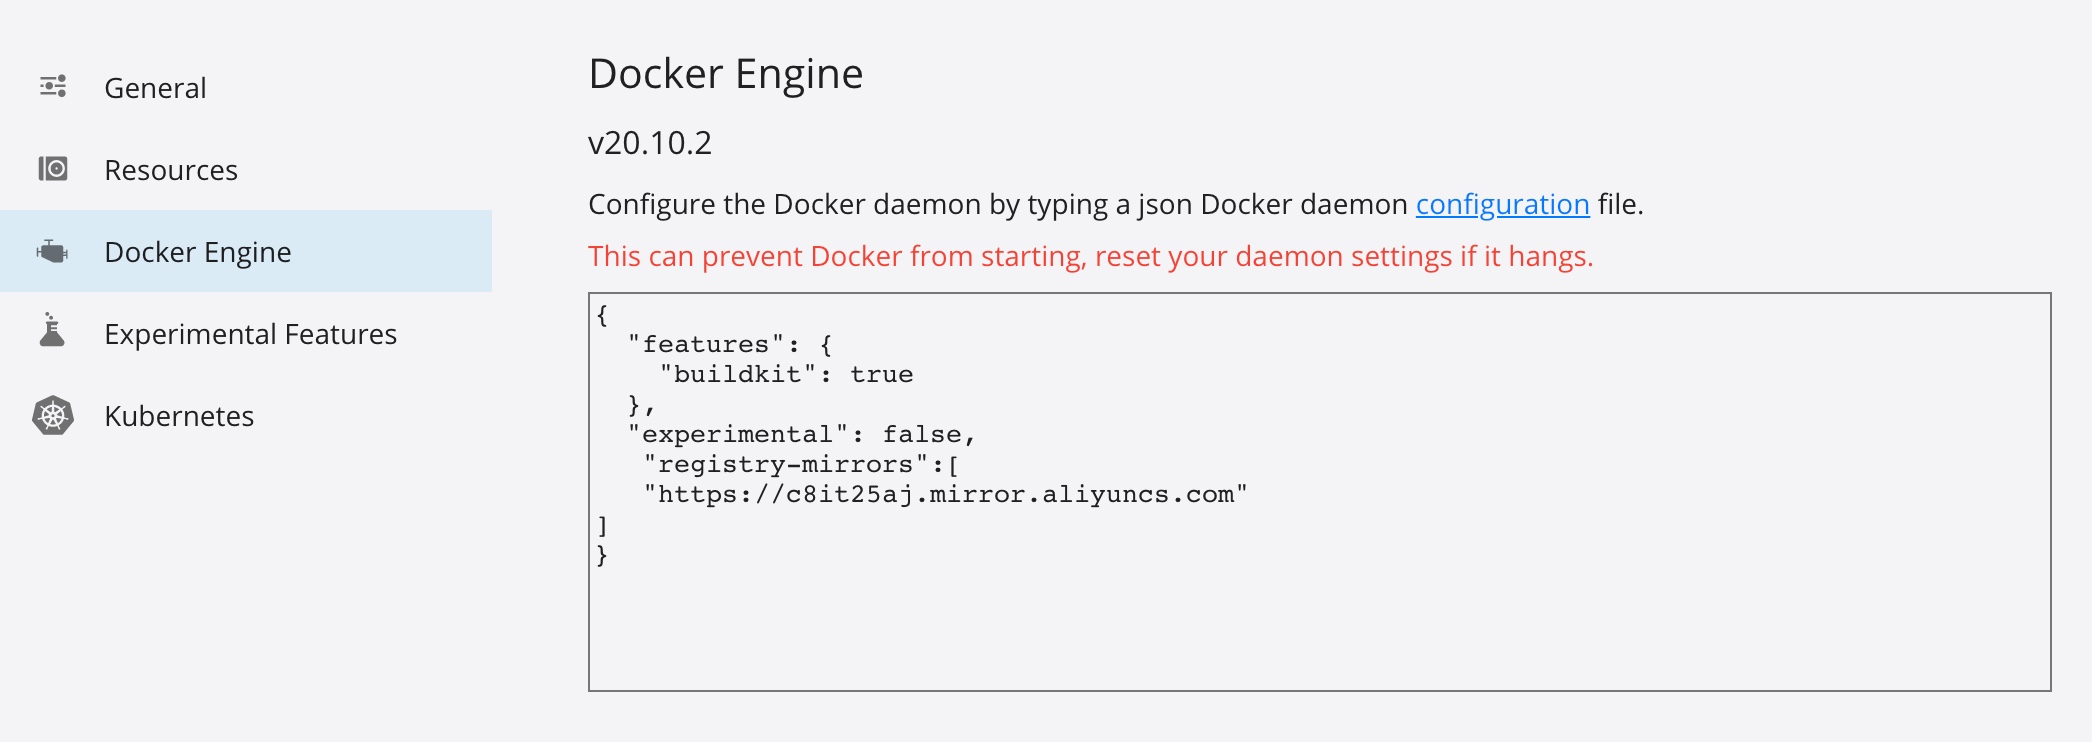 General
Resources
Docker Engine
Experimental Features
Kubernetes
Docker Engine
v20.10.2
Configure the Docker daemon by typing a json Docker daemon configuration file.
This can prevent Docker from starting, reset your daemon settings if it hangs.
{
  "features": {
    "buildkit": true
  },
  "experimental": false,
   "registry-mirrors":[
   "https://c8it25aj.mirror.aliyuncs.com"
]
}